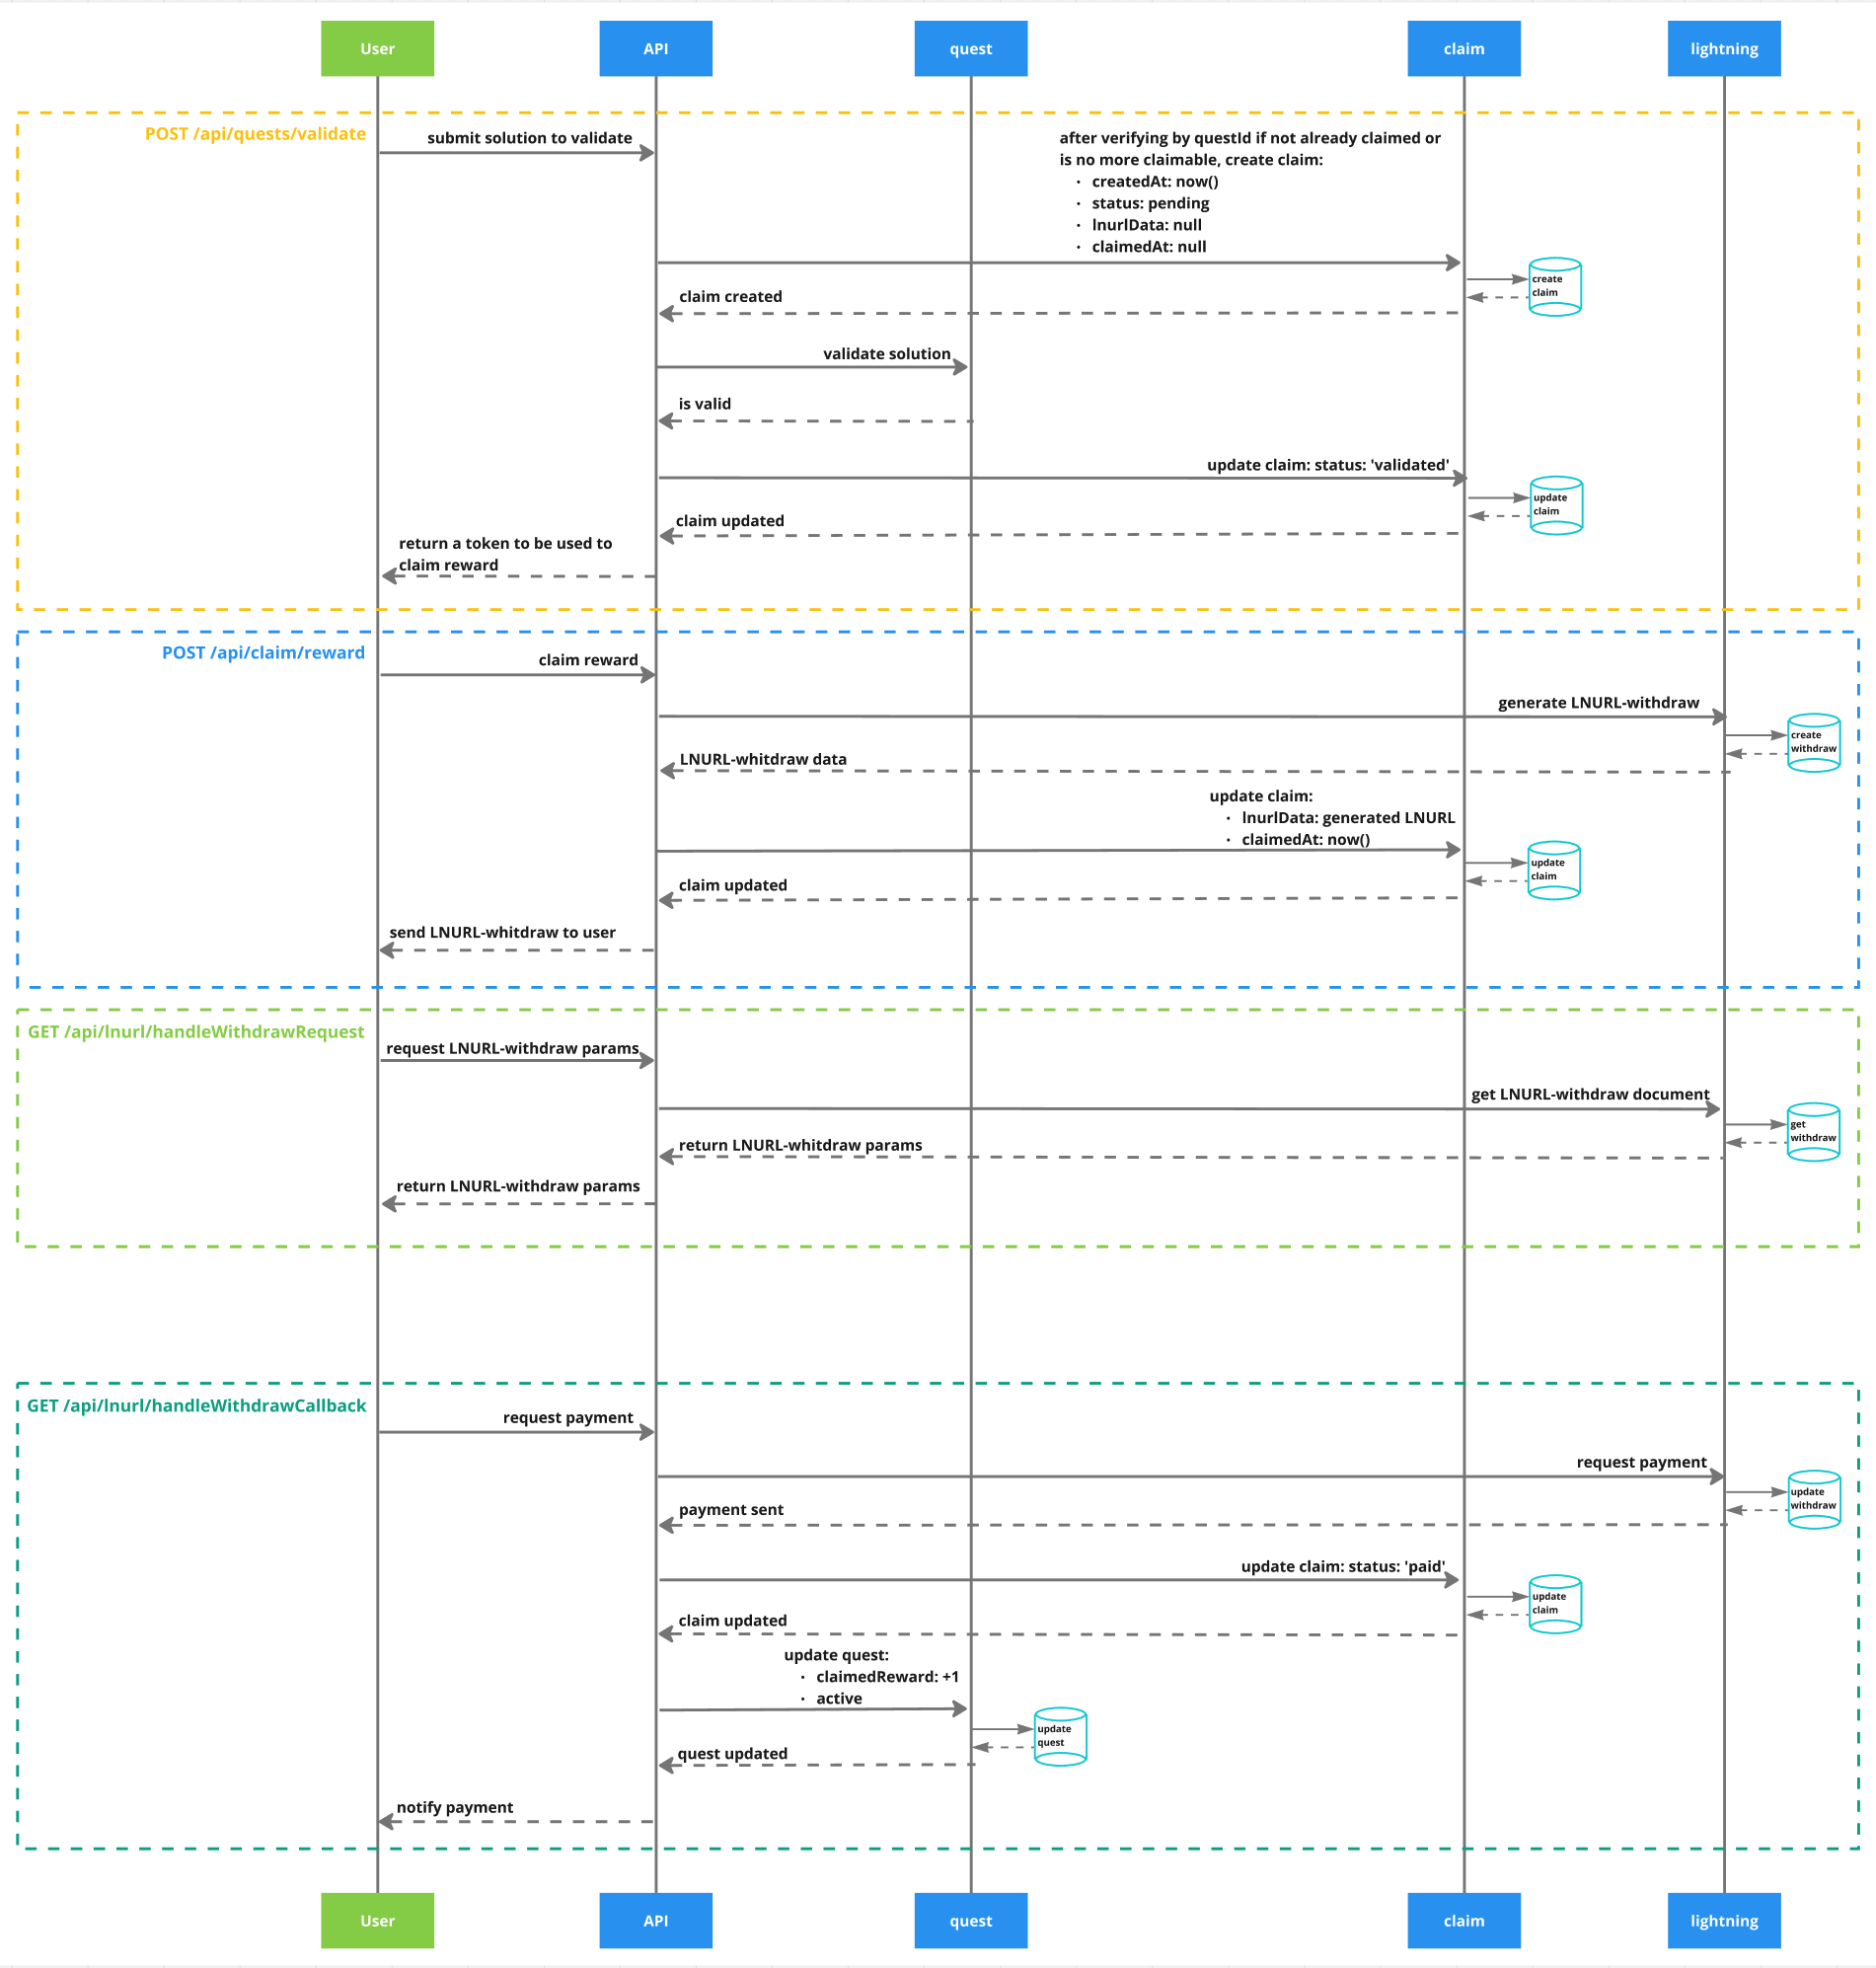 User
API
quest
claim
lightning
POST /api/quests/validate
submit solution to validate
after verifying by questId if not already claimed or
is no more claimable, create claim:
· createdAt: now()
· status: pending
· lnurlData: null
· claimedAt: null
create
claim
claim created
validate solution
is valid
update claim: status: 'validated'
update
claim
claim updated
return a token to be used to
claim reward
POST /api/claim/reward
claim reward
generate LNURL-withdraw
create
withdraw
LNURL-whitdraw data
update claim:
· lnurlData: generated LNURL
· claimedAt: now()
update
claim
claim updated
send LNURL-whitdraw to user
GET /api/lnurl/handleWithdrawRequest
request LNURL-withdraw params
get LNURL-withdraw document
get
withdraw
return LNURL-whitdraw params
return LNURL-withdraw params
GET /api/lnurl/handleWithdrawCallback
request payment
request payment
update
withdraw
payment sent
update claim: status: 'paid'
update
claim
claim updated
update quest:
· claimedReward: +1
· active
update
quest
quest updated
notify payment
User
API
quest
claim
lightning